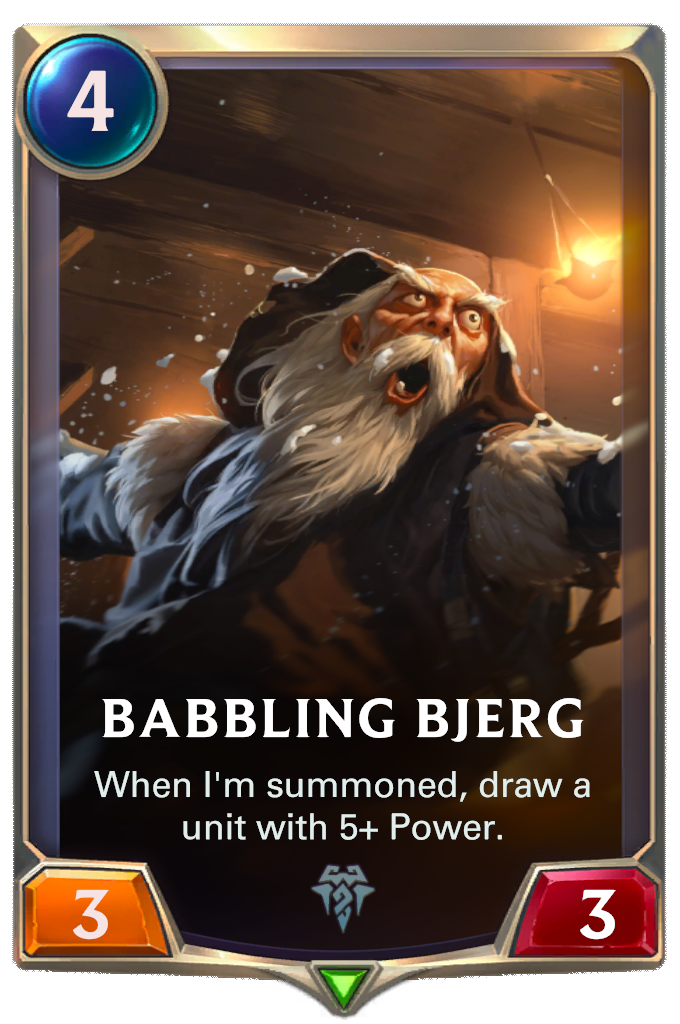 4
BABBLING BJERG
When I'm summoned, draw a
unit with 5+ Power.
3
3